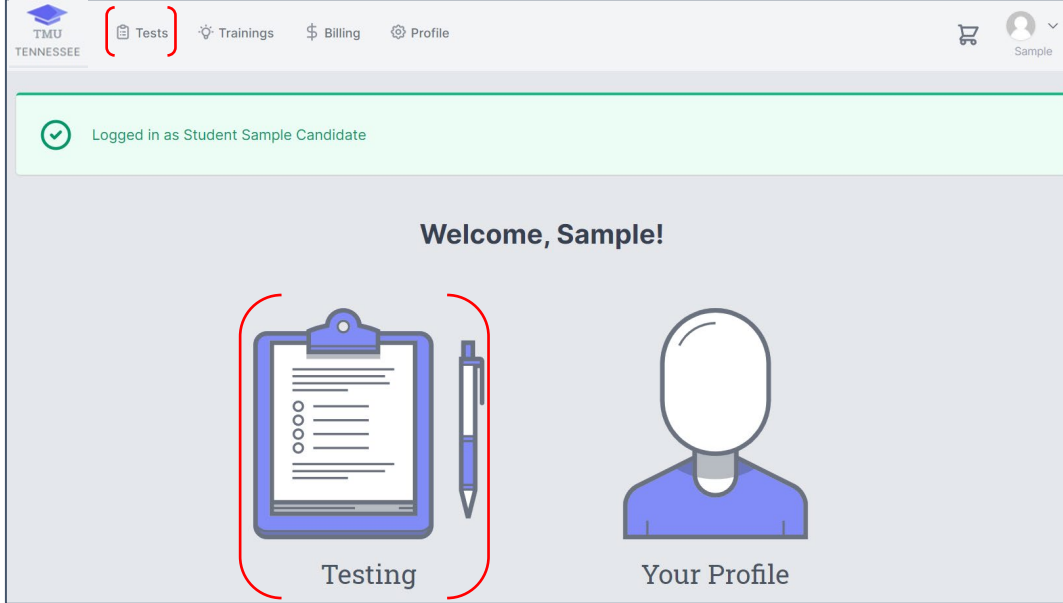 TMU
TENNESSEE
Tests
Trainings
$ Billing
Profile
Sample
Logged in as Student Sample Candidate
Welcome, Sample!
Testing
Your Profile